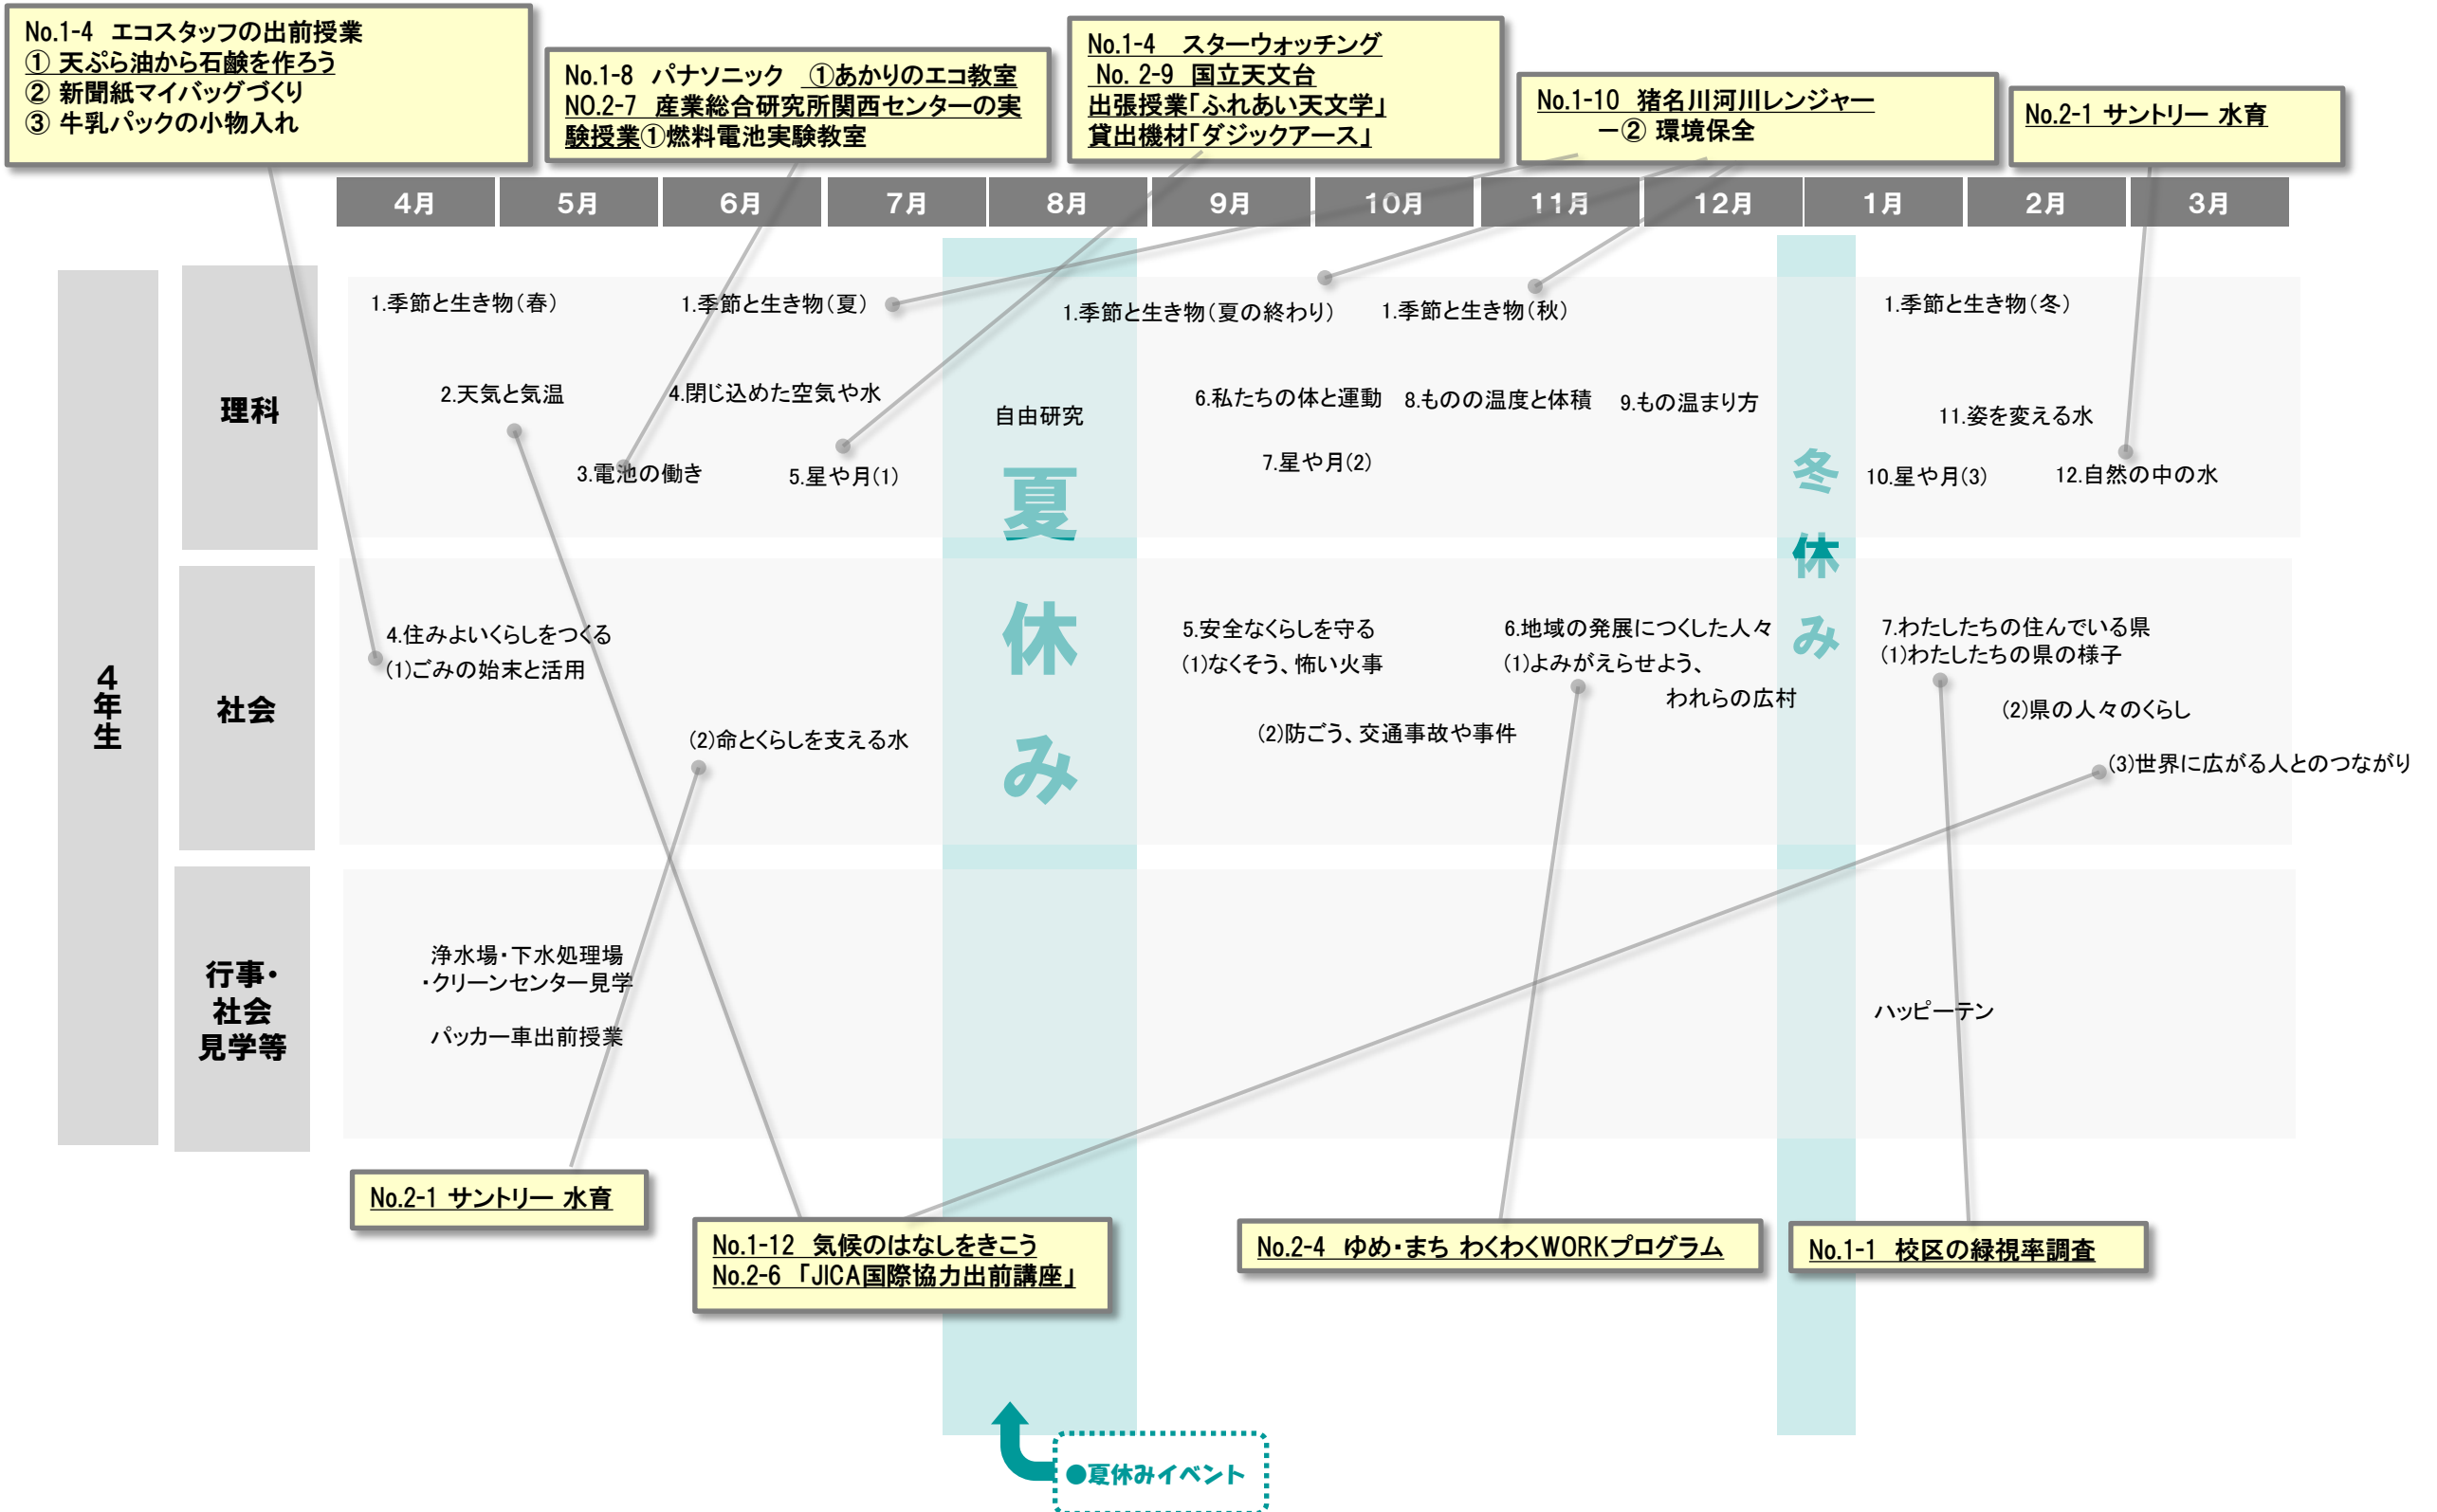 No.1-4 エコスタッフの出前授業
① 天ぷら油から石鹸を作ろう
② 新聞紙マイバッグづくり
③ 牛乳パックの小物入れ
No.1-8 パナソニック ①あかりのエコ教室
NO.2-7 産業総合研究所関西センターの実
験授業①燃料電池実験教室
No.1-4 スターウォッチング
No. 2-9 国立天文台
出張授業「ふれあい天文学」
貸出機材「ダジックアース」
No.1-10 猪名川河川レンジャー
－② 環境保全
No.2-1 サントリー 水育
4月 5月 6月 7月 8月 9月 10月 11月 12月 1月 2月 3月
4年生
理科
1.季節と生き物（春）
1.季節と生き物（夏）
1.季節と生き物（夏の終わり）
1.季節と生き物（秋）
1.季節と生き物（冬）
2.天気と気温
4.閉じ込めた空気や水
自由研究
6.私たちの体と運動
8.ものの温度と体積
9.もの温まり方
11.姿を変える水
3.電池の働き
5.星や月(1)
7.星や月(2)
10.星や月(3)
12.自然の中の水
夏休み
冬休み
社会
4.住みよいくらしをつくる
(1)ごみの始末と活用
(2)命とくらしを支える水
5.安全なくらしを守る
(1)なくそう、怖い火事
(2)防ごう、交通事故や事件
6.地域の発展につくした人々
(1)よみがえらせよう、
われらの広村
7.わたしたちの住んでいる県
(1)わたしたちの県の様子
(2)県の人々のくらし
(3)世界に広がる人とのつながり
行事・
社会
見学等
浄水場・下水処理場
・クリーンセンター見学
パッカー車出前授業
ハッピーテン
No.2-1 サントリー 水育
No.1-12 気候のはなしをきこう
No.2-6 「JICA国際協力出前講座」
No.2-4 ゆめ・まち わくわくWORKプログラム
No.1-1 校区の緑視率調査
●夏休みイベント